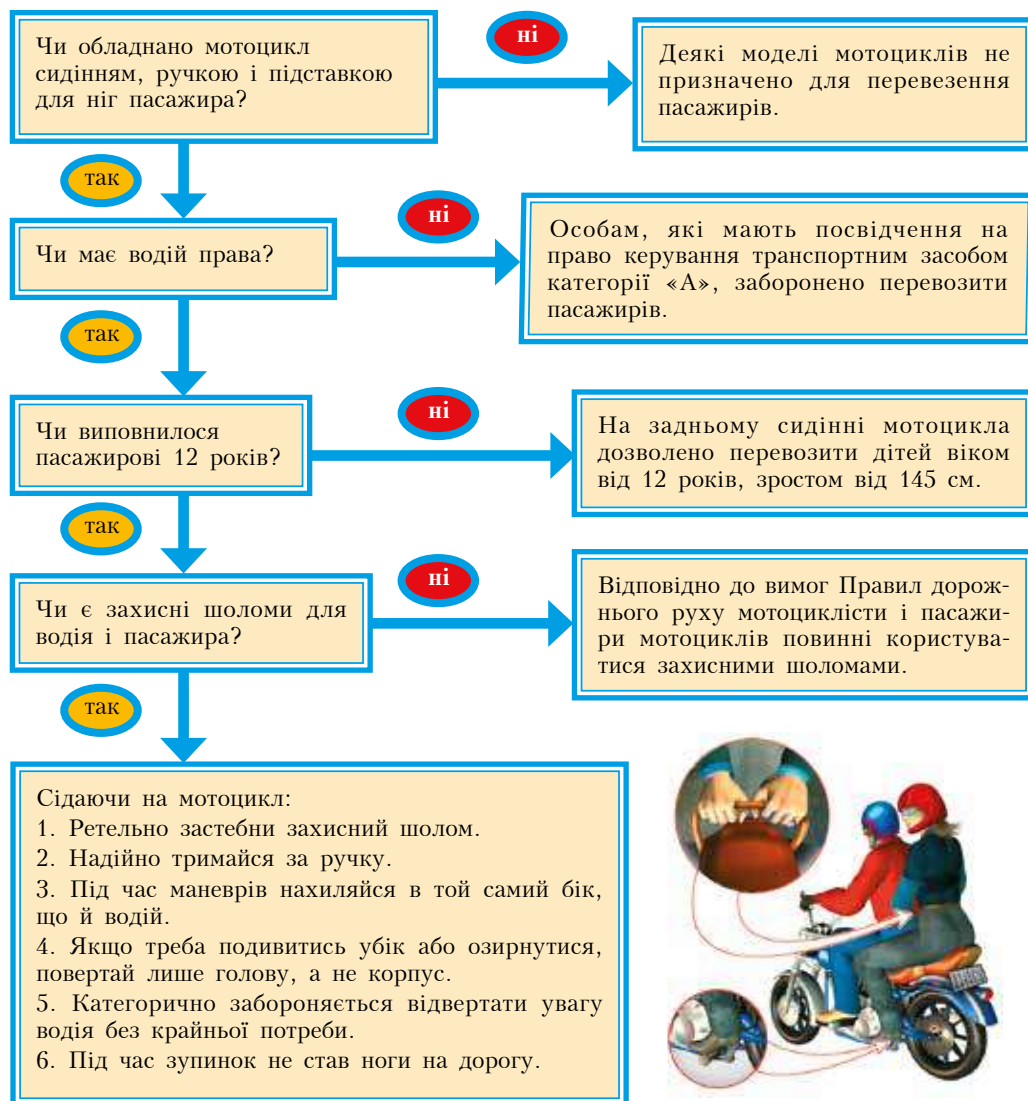 Чи обладнано мотоцикл
сидінням, ручкою і підставкою
для ніг пасажира?
ні
Деякі моделі мотоциклів не
призначено для перевезення
пасажирів.
так
Чи має водій права?
ні
Особам, які мають посвідчення на
право керування транспортним засобом
категорії «А», заборонено перевозити
пасажирів.
так
Чи виповнилося
пасажирові 12 років?
ні
На задньому сидінні мотоцикла
дозволено перевозити дітей віком
від 12 років, зростом від 145 см.
так
Чи є захисні шоломи для
водія і пасажира?
ні
Відповідно до вимог Правил дорож-
нього руху мотоциклісти і пасажи-
ри мотоциклів повинні користува-
тися захисними шоломами.
так
Сідаючи на мотоцикл:
1. Ретельно застебни захисний шолом.
2. Надійно тримайся за ручку.
3. Під час маневрів нахиляйся в той самий бік,
що й водій.
4. Якщо треба подивитись убік або озирнутися,
повертай лише голову, а не корпус.
5. Категорично забороняється відвертати увагу
водія без крайньої потреби.
6. Під час зупинок не став ноги на дорогу.